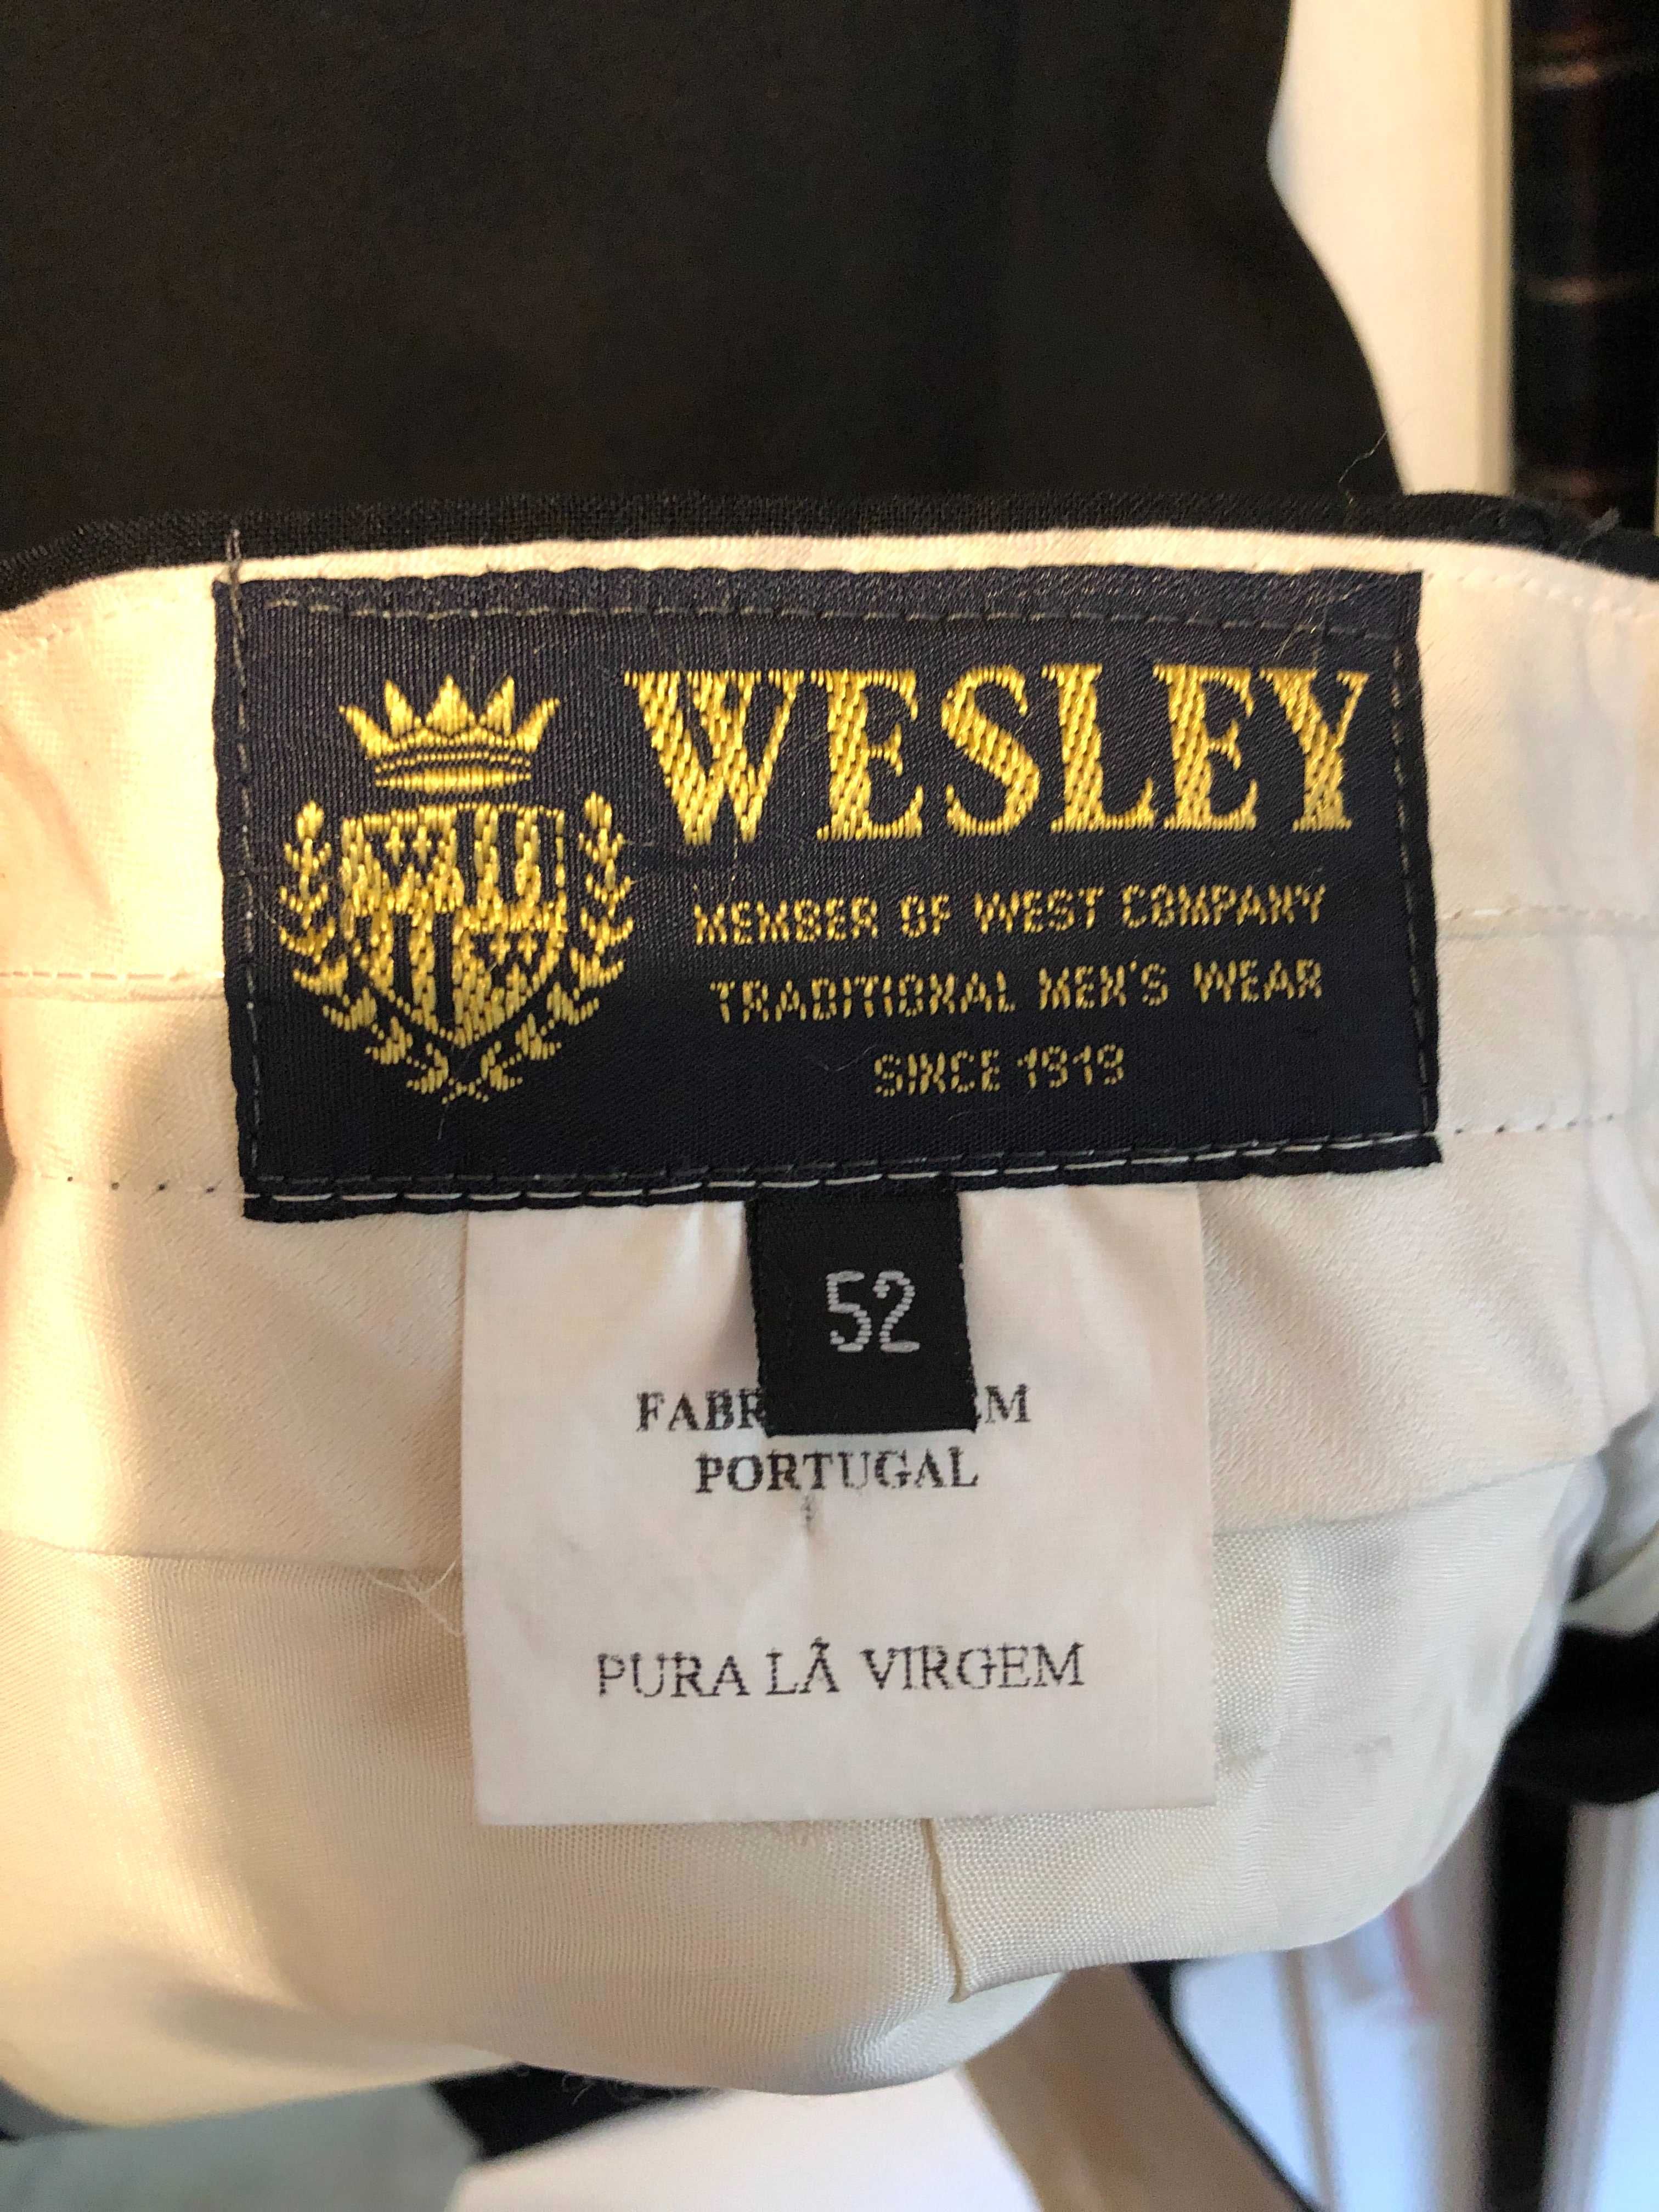 WESLEY
MEMBER OF WEST COMPANY
TRADITIONAL MEN'S WEAR
SINCE 1919
52
PORTUGAL
PURA LÃ VIRGEM